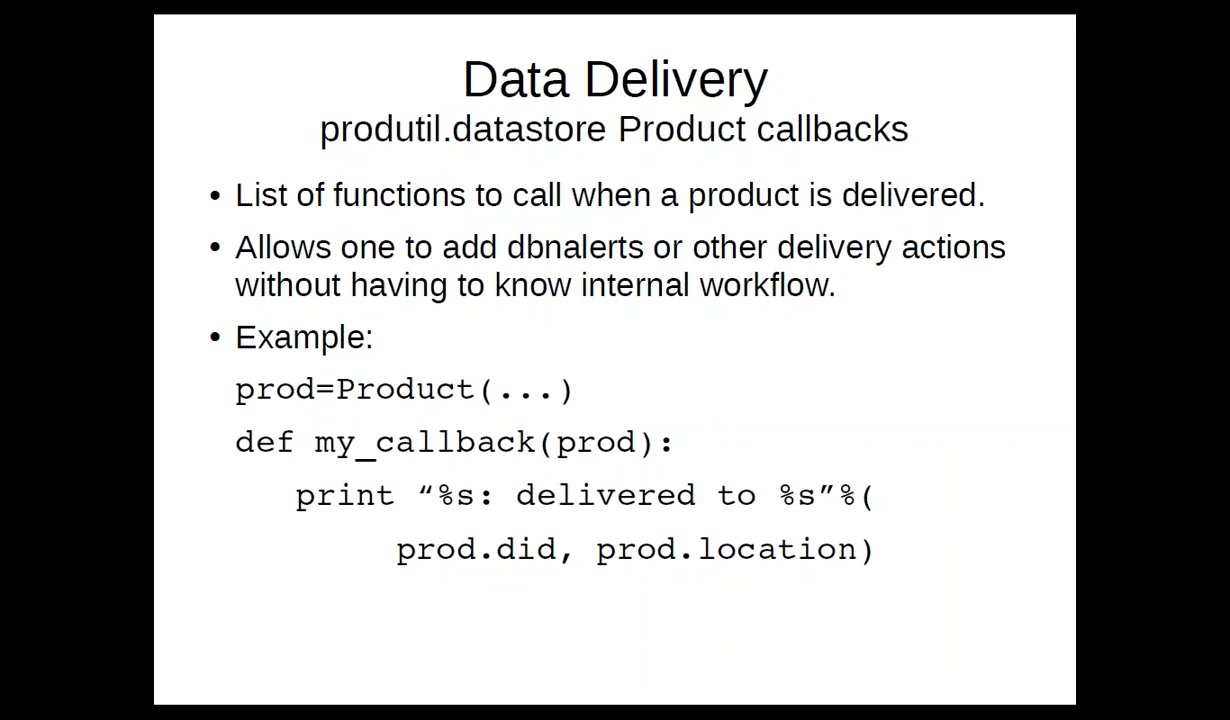 Data Delivery
produtil.datastore Product callbacks
• List of functions to call when a product is delivered.
• Allows one to add dbnalerts or other delivery actions
without having to know internal workflow.
• Example:
prod=Product(...)
def my_callback(prod):
print “%s: delivered to %s”%(
prod.did, prod.location)